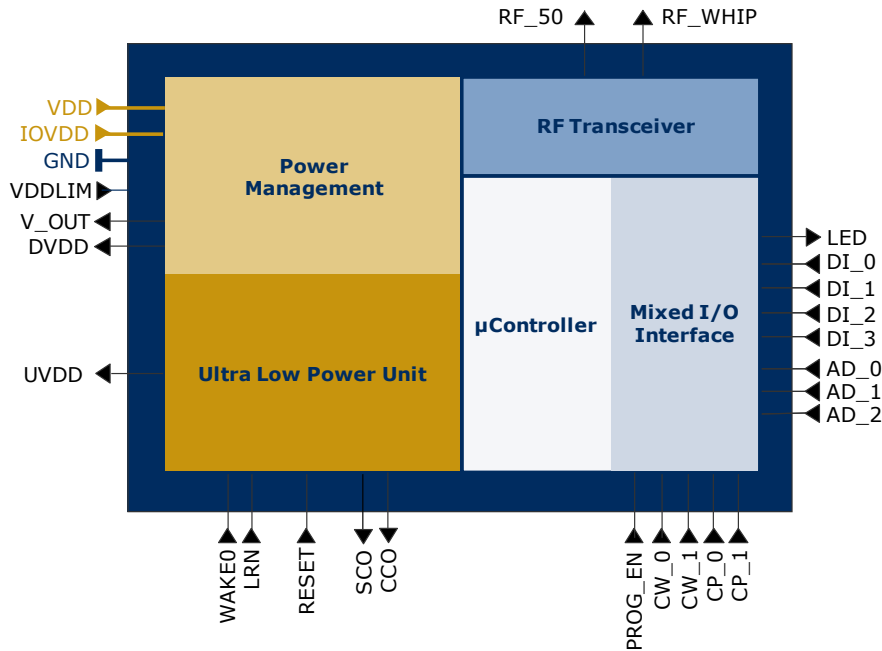 RF_50
RF_WHIP
VDD
IOVDD
GND
VDDLIM
V_OUT
DVDD
UVDD
Power
Management
Ultra Low Power Unit
RF Transceiver
µController
Mixed I/O
Interface
LED
DI_0
DI_1
DI_2
DI_3
AD_0
AD_1
AD_2
WAKE0
LRN
RESET
SCO
CCO
PROG_EN
CW_0
CW_1
CP_0
CP_1